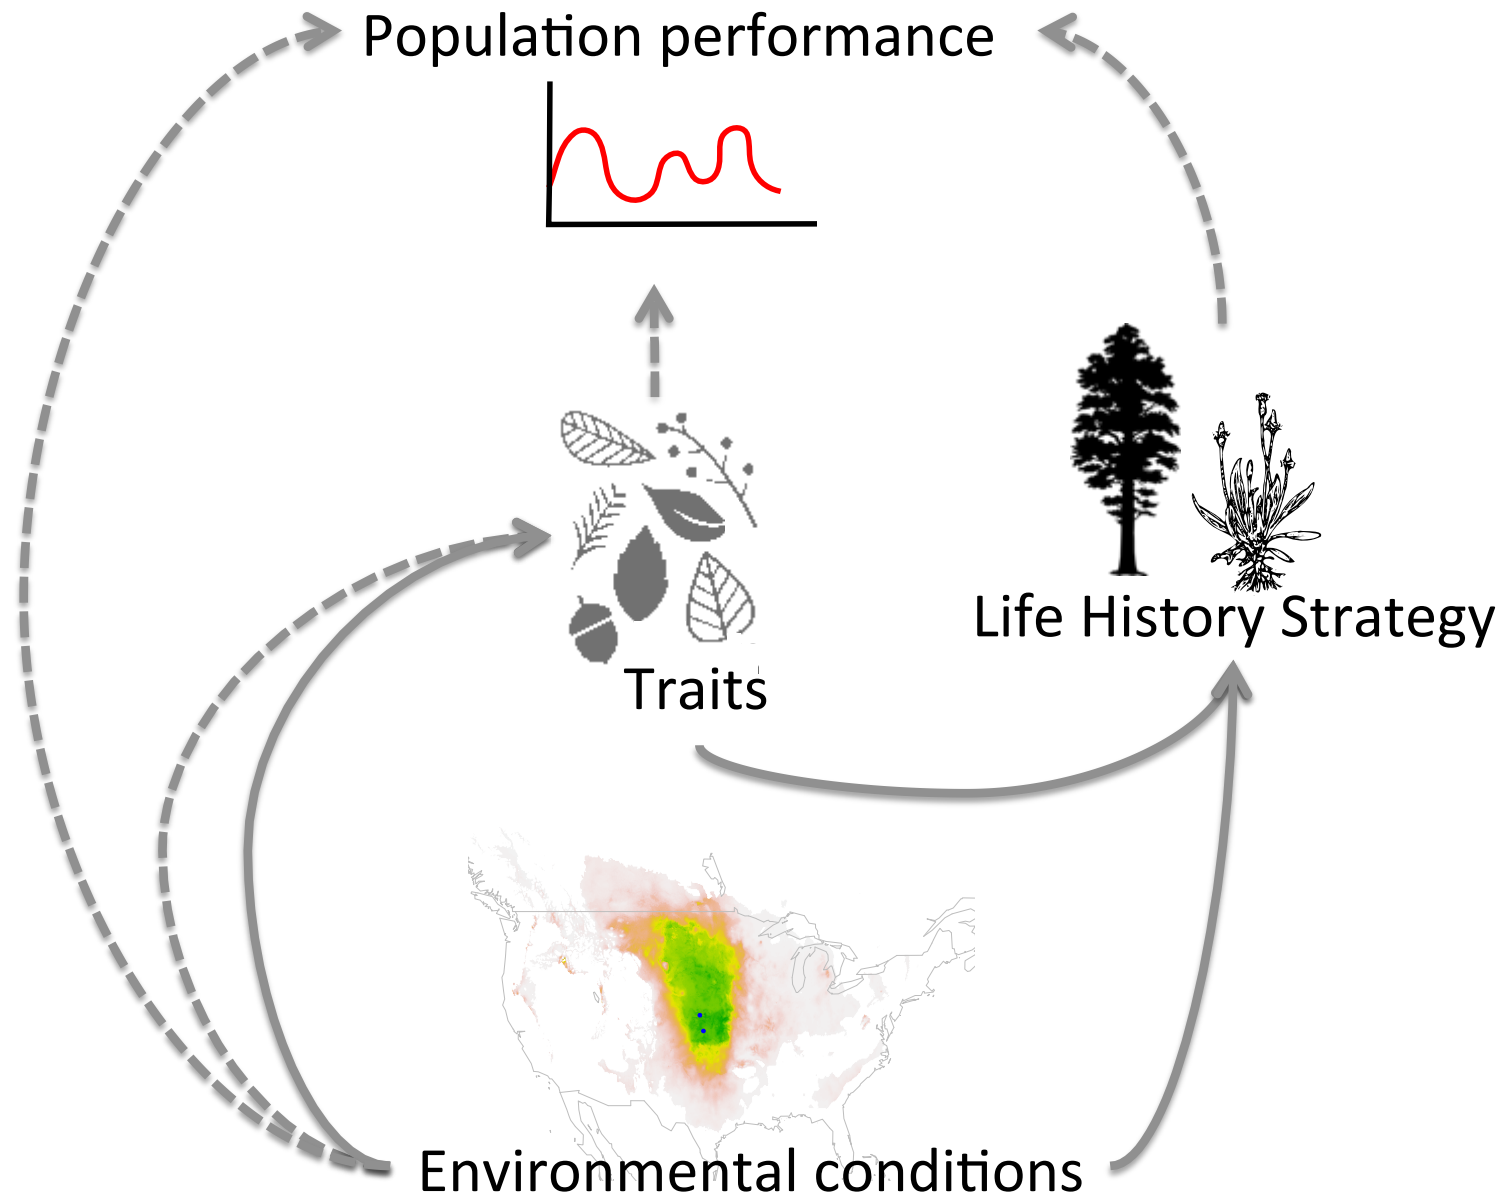 Population performance
Life History Strategy
Traits
Environmental conditions